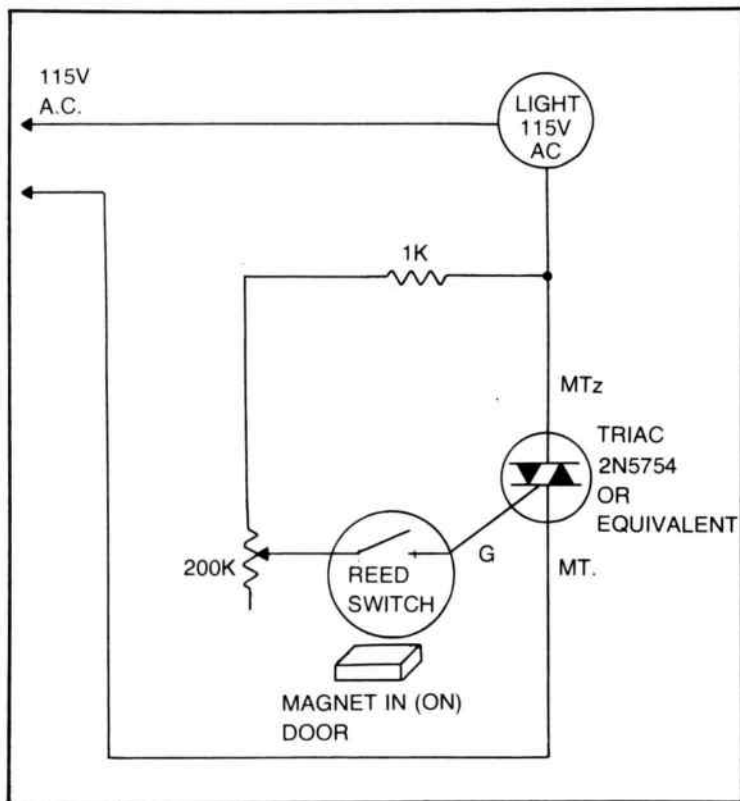 115V
A.C.
LIGHT
115V
AC
1K
MTz
TRIAC
2N5754
OR
EQUIVALENT
200K
REED
SWITCH
G
MT.
MAGNET IN (ON)
DOOR